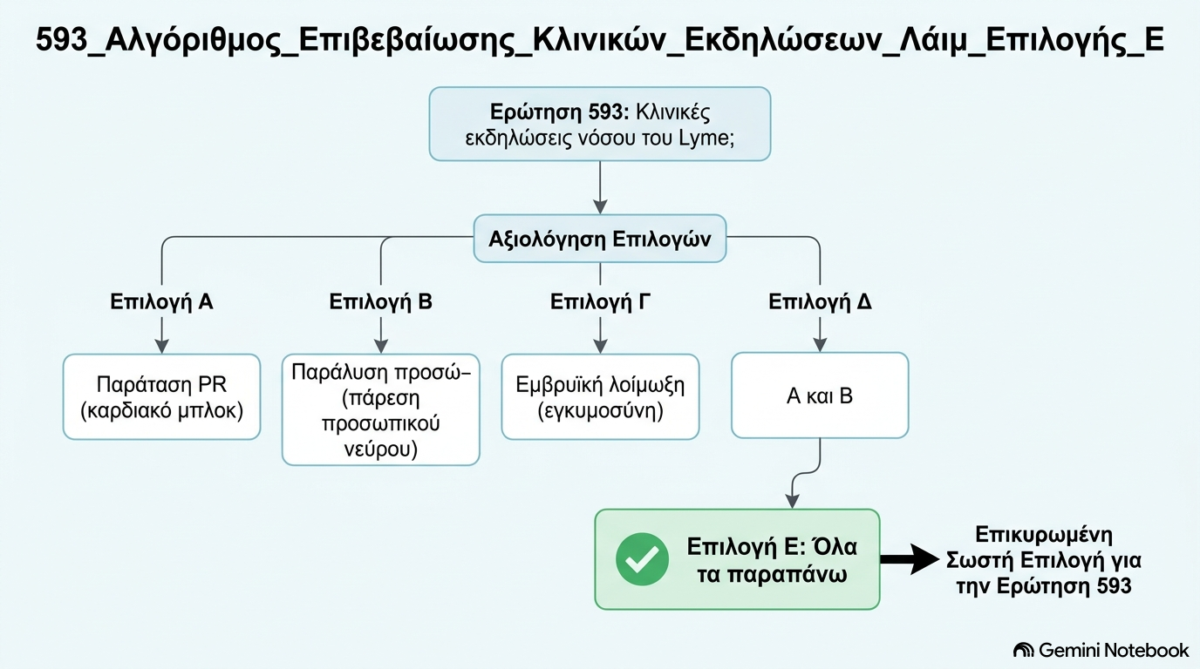 593_Αλγόριθμος_Επιβεβαίωσης_Κλινικών_Εκδηλώσεων_Λάιμ_Επιλογής_Ε
Ερώτηση 593: Κλινικές
εκδηλώσεις νόσου του Lyme;
Αξιολόγηση Επιλογών
Επιλογή Α
Επιλογή Β
Επιλογή Γ
Επιλογή Δ
Παράταση PR
(καρδιακό μπλοκ)
Παράλυση προσώ–
(πάρεση
προσωπικού
νεύρου)
Εμβρυϊκή λοίμωξη
(εγκυμοσύνη)
Α και Β
Επιλογή Ε: Όλα
τα παραπάνω
Επικυρωμένη
Σωστή Επιλογή για
την Ερώτηση 593
Gemini Notebook